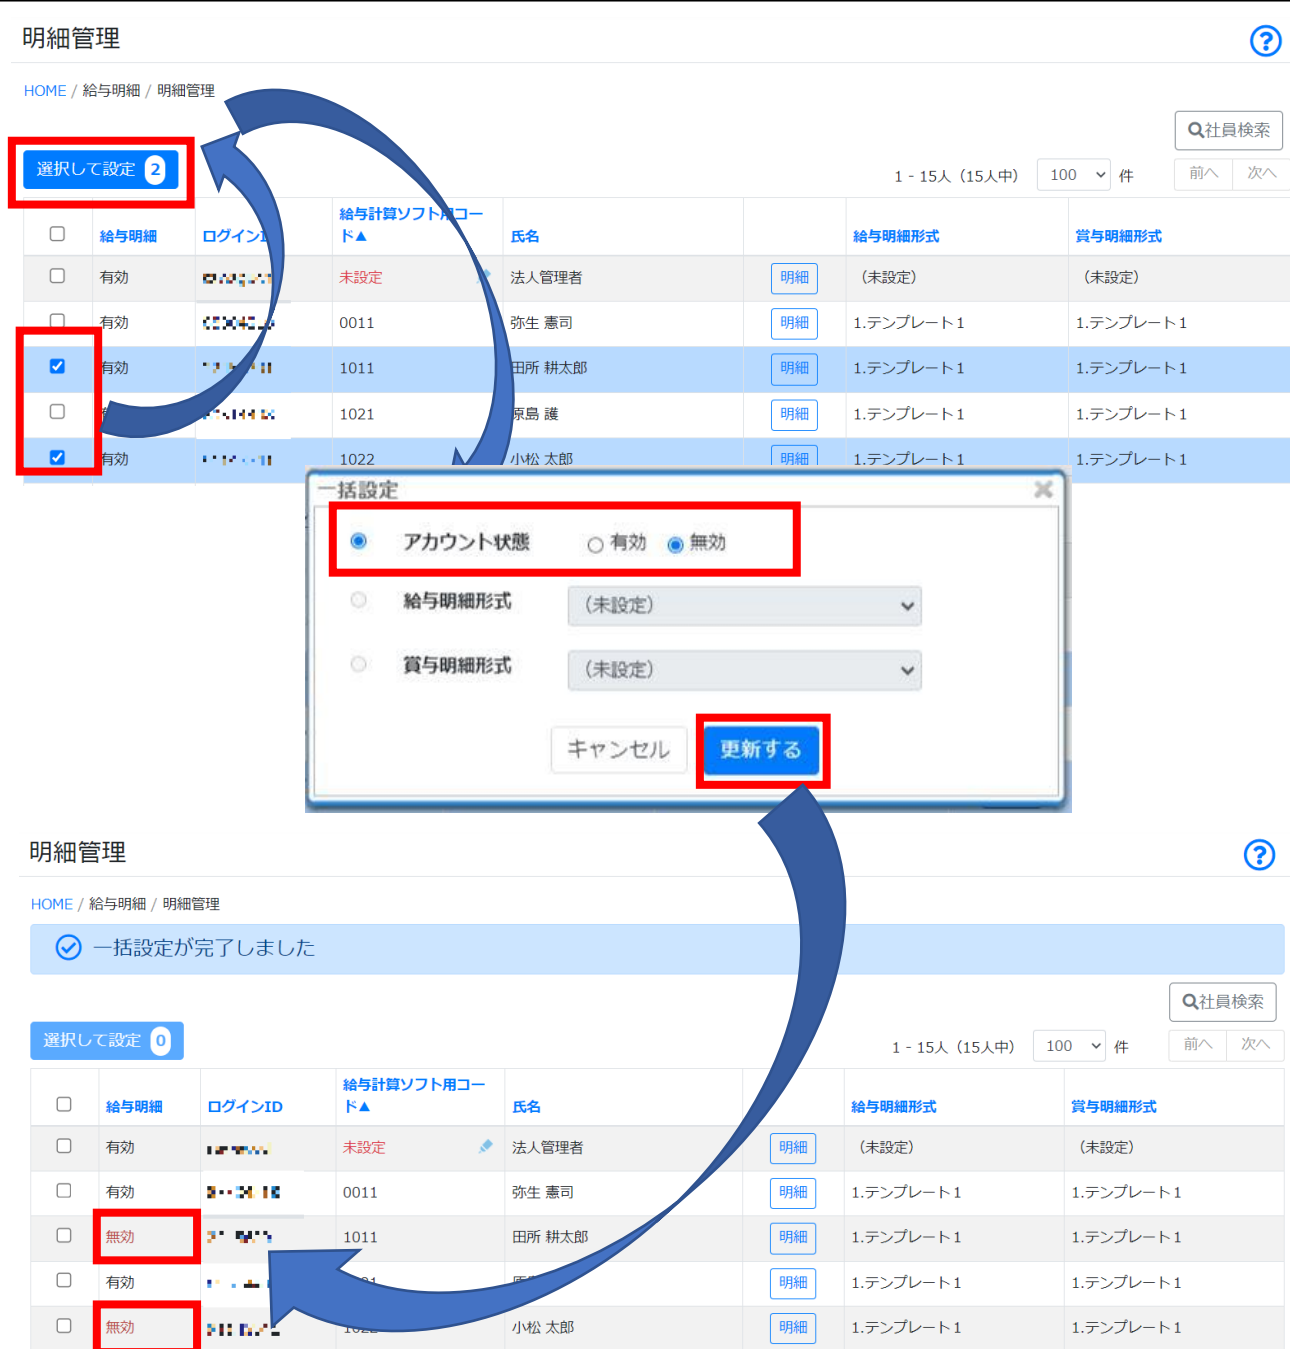 明細管理
HOME / 給与明細 / 明細管理
社員検索
選択して設定 2
1 - 15人（15人中） 100 件 前へ 次へ
給与明細 ログインI 給与計算ソフト用コード▲ 氏名 給与明細形式 賞与明細形式
有効 未設定 法人管理者 明細 （未設定） （未設定）
有効 0011 弥生 憲司 明細 1.テンプレート1 1.テンプレート1
有効 1011 田所 耕太郎 明細 1.テンプレート1 1.テンプレート1
1021 原島 護 明細 1.テンプレート1 1.テンプレート1
有効 1022 小松 太郎 明細 1.テンプレート1 1.テンプレート1
一括設定
アカウント状態 有効 無効
給与明細形式 （未設定）
賞与明細形式 （未設定）
キャンセル 更新する
明細管理
HOME / 給与明細 / 明細管理
一括設定が完了しました
社員検索
選択して設定 0
1 - 15人（15人中） 100 件 前へ 次へ
給与明細 ログインID 給与計算ソフト用コード▲ 氏名 給与明細形式 賞与明細形式
有効 未設定 法人管理者 明細 （未設定） （未設定）
有効 0011 弥生 憲司 明細 1.テンプレート1 1.テンプレート1
無効 1011 田所 耕太郎 明細 1.テンプレート1 1.テンプレート1
有効 明細 1.テンプレート1 1.テンプレート1
無効 小松 太郎 明細 1.テンプレート1 1.テンプレート1